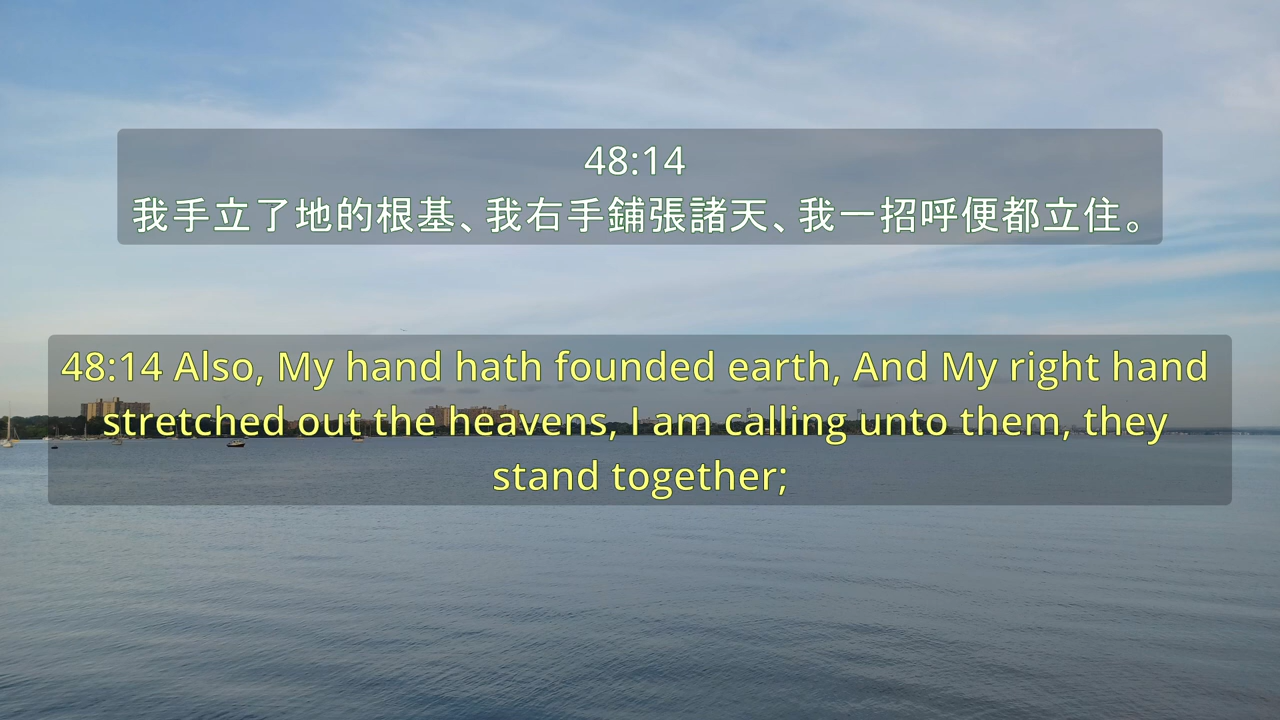 48:14
我手立了地的根基、我右手鋪張諸天、我一招呼便都立住。
48:14 Also, My hand hath founded earth, And My right hand
stretched out the heavens, I am calling unto them, they
stand together;